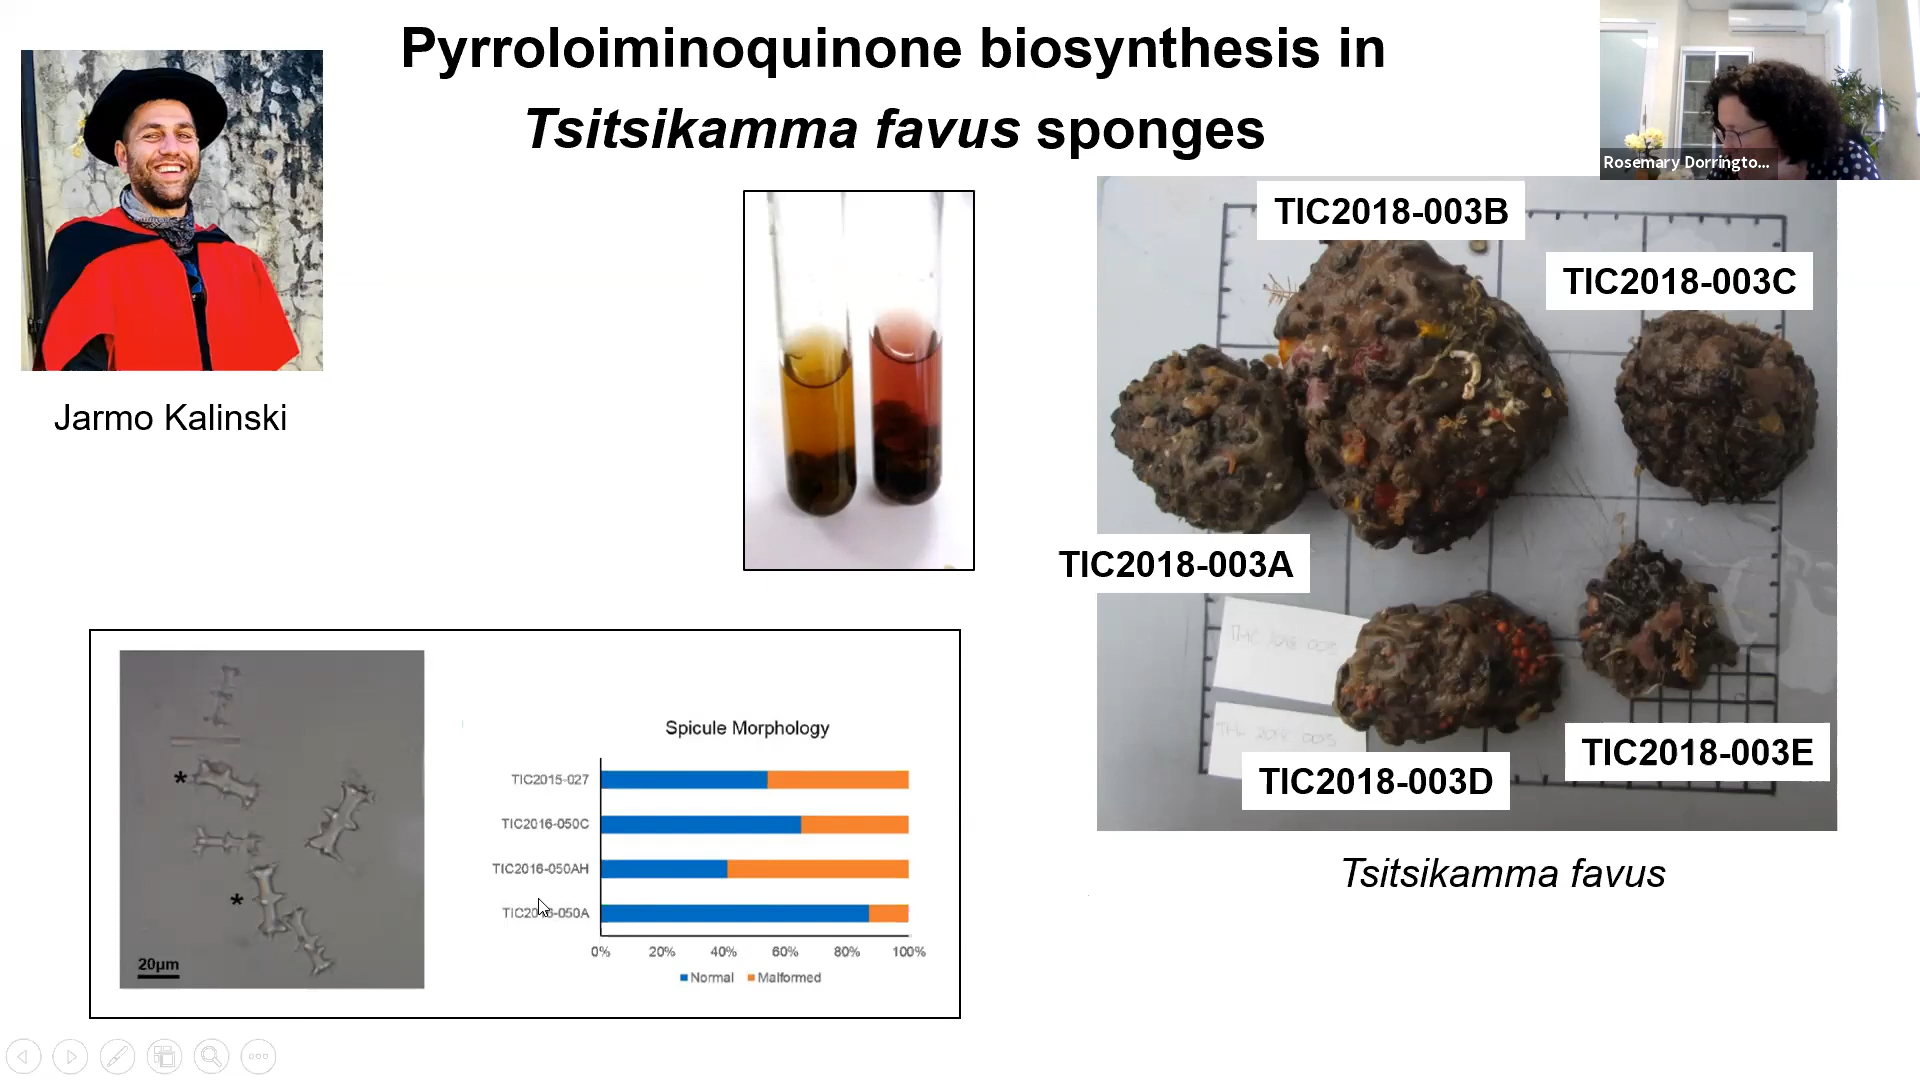 Pyrroloiminoquinone biosynthesis in
Tsitsikamma favus sponges
Rosemary Dorringto...
Jarmo Kalinski
TIC2018-003B
TIC2018-003C
TIC2018-003A
TIC2018-003D
TIC2018-003E
Tsitsikamma favus
*
*
20µm
Spicule Morphology
TIC2015-027
TIC2016-050C
TIC2016-050AH
0% 20% 40% 60% 80% 100%
Normal Malformed